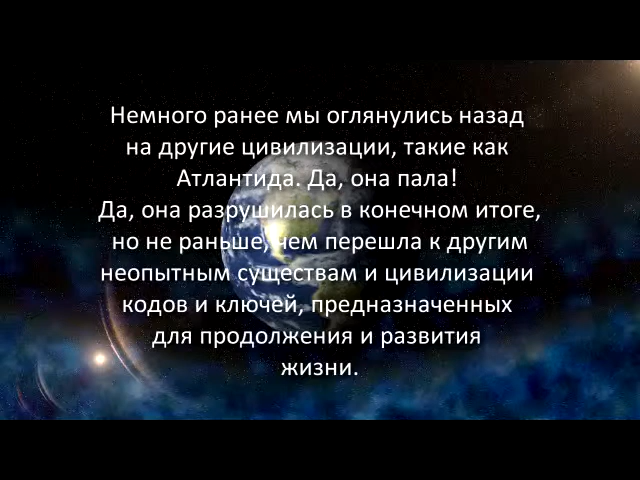 Немного ранее мы оглянулись назад
на другие цивилизации, такие как
Атлантида. Да, она пала!
Да, она разрушилась в конечном итоге,
но не раньше, чем перешла к другим
неопытным существам и цивилизации
кодов и ключей, предназначенных
для продолжения и развития
жизни.